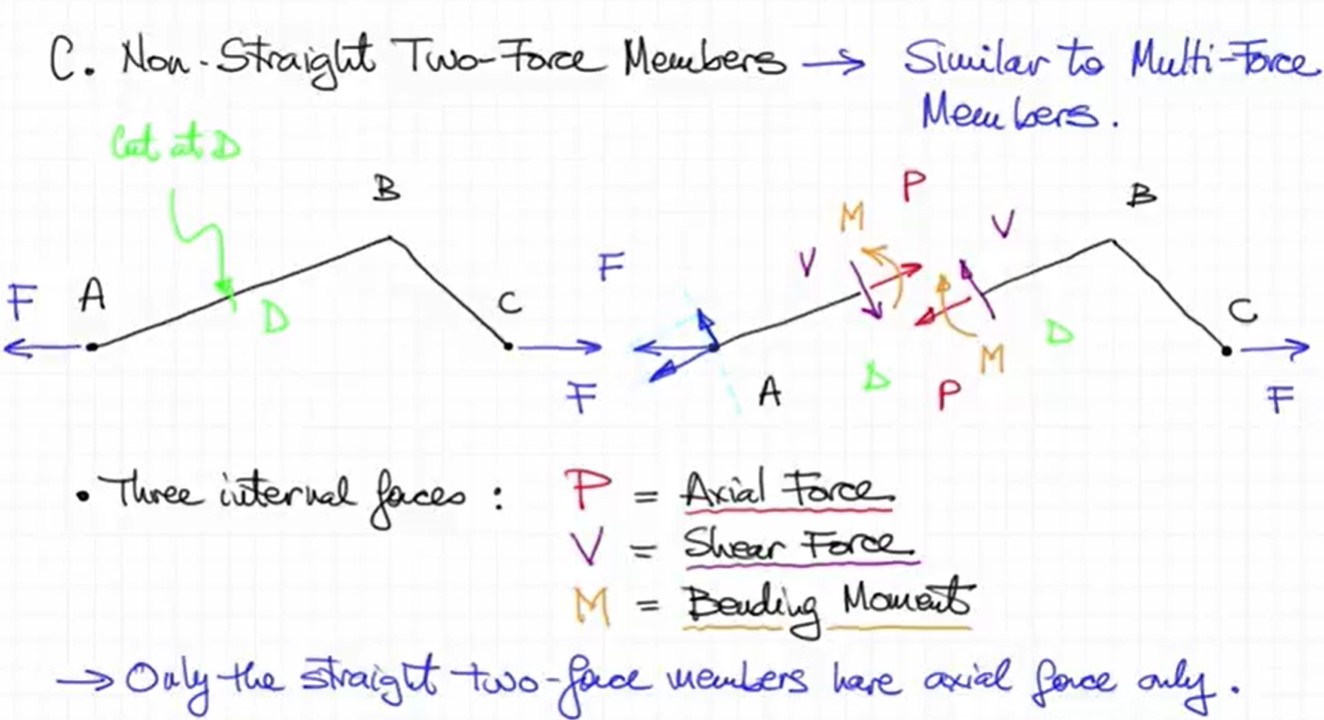 C. Non-Straight Two-Force Members → Similar to Multi-Force
Members.
Cut at D
B
F A
D
C
F
F
M
P
V
V
B
C
A
D
P
M
D
F
• Three internal forces : P = Axial Force
V = Shear Force
M = Bending Moment
→ Only the straight two-force members have axial force only.